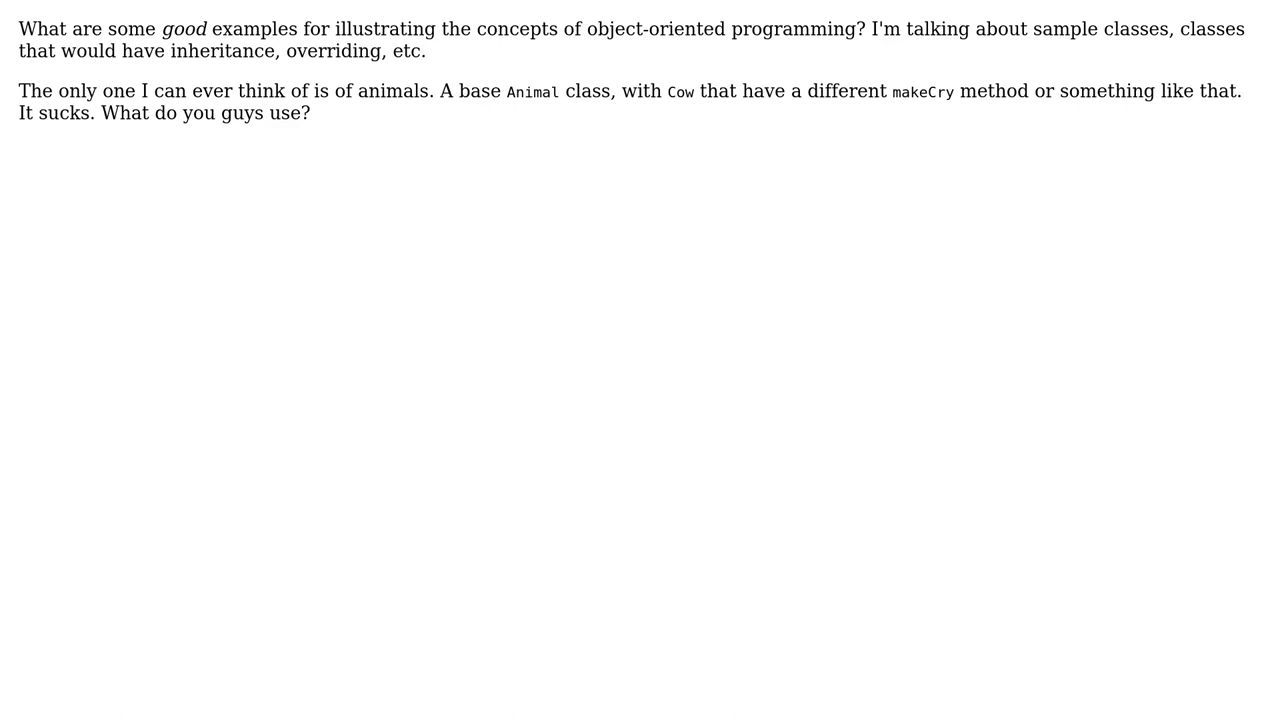 What are some good examples for illustrating the concepts of object-oriented programming? I'm talking about sample classes, classes
that would have inheritance, overriding, etc.
The only one I can ever think of is of animals. A base Animal class, with Cow that have a different makeCry method or something like that.
It sucks. What do you guys use?